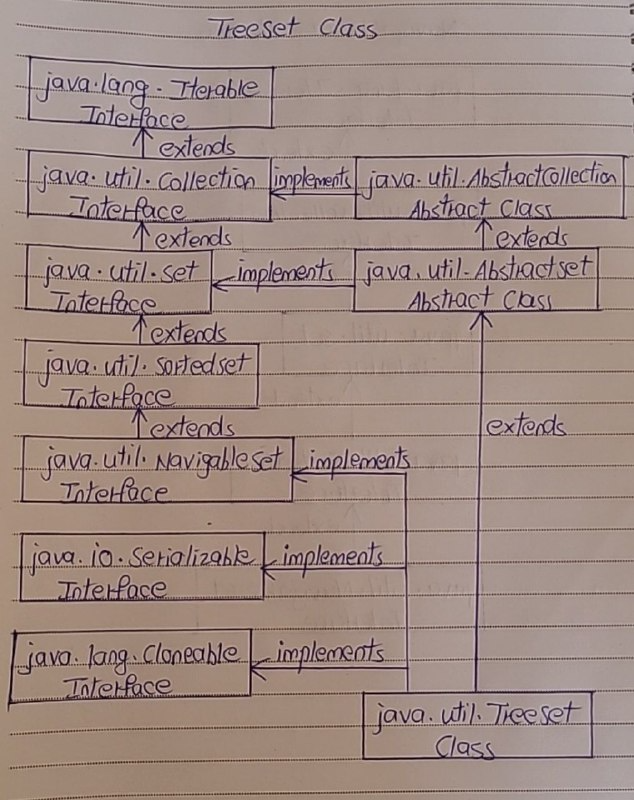 Treeset Class
java.lang.Iterable
Interface
extends
java.util.Collection implements java.util.AbstractCollection
Interface Abstract Class
extends extends
java.util.set implements java.util.Abstractset
Interface Abstract Class
extends
java.util.sortedset
Interface
extends extends
java.util.Navigableset implements
Interface
java.io.Serializable implements
Interface
java.lang.Cloneable implements
Interface
java.util.Treeset
Class